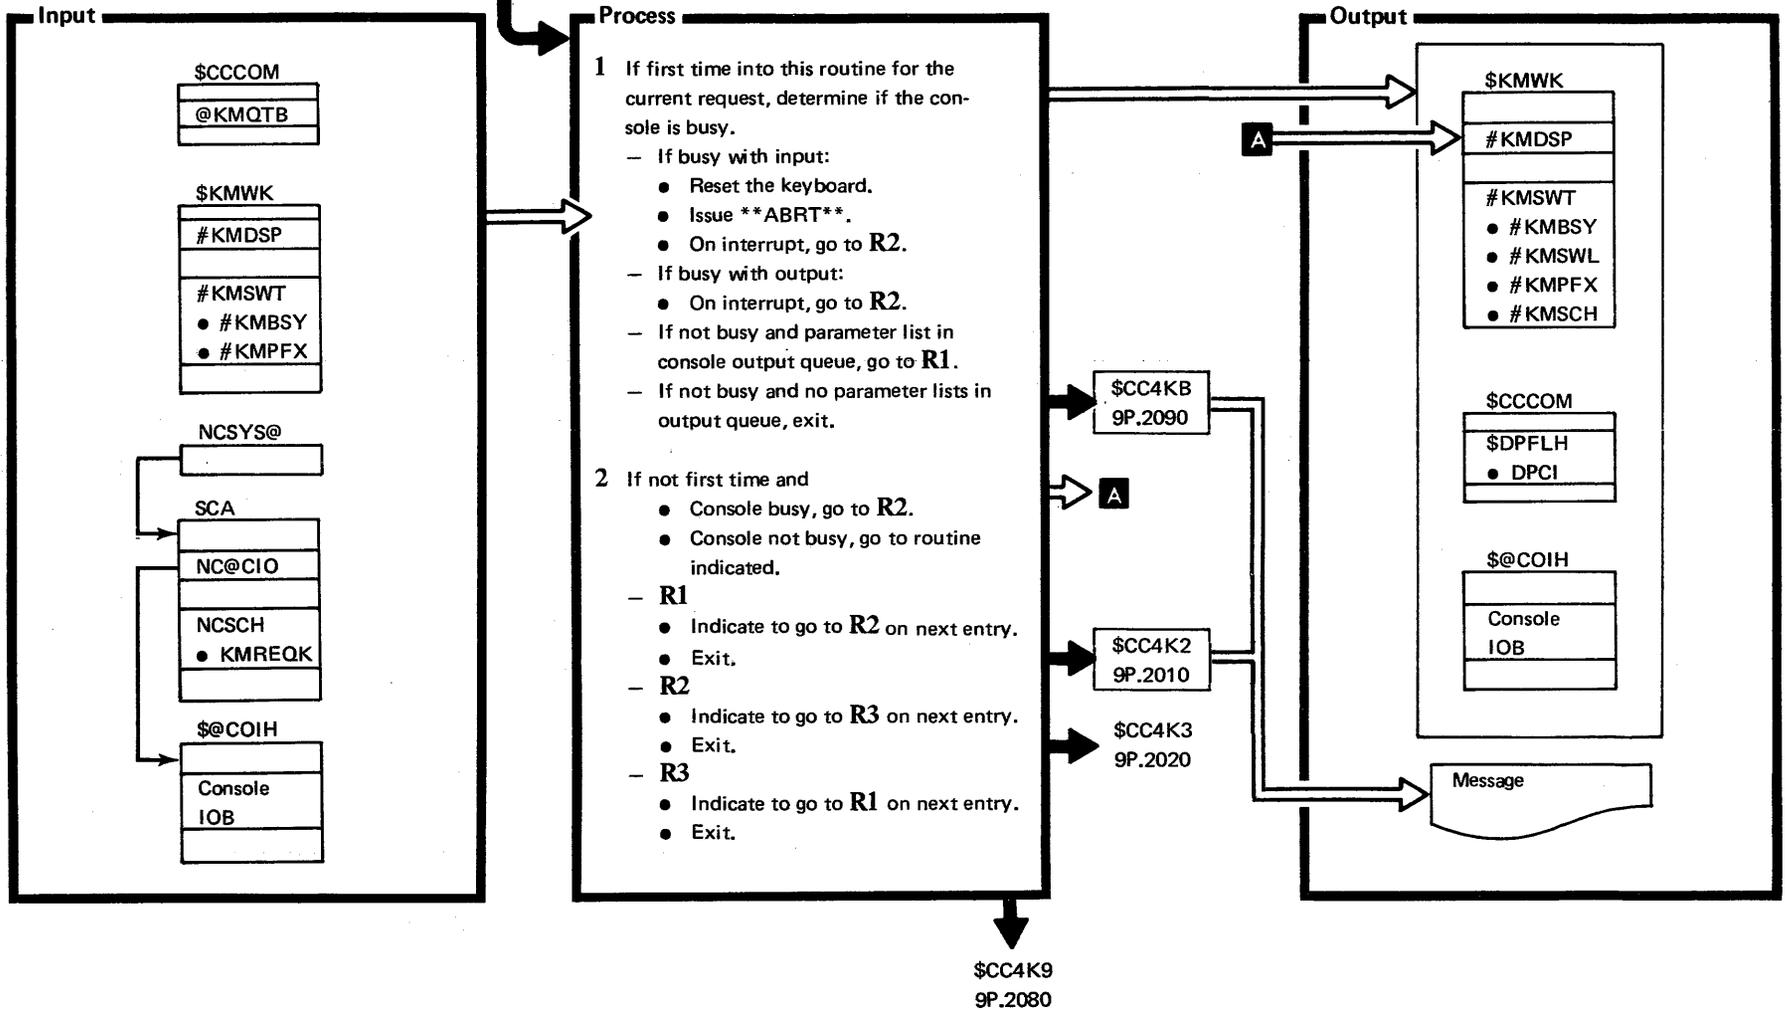 Input
$CCCOM
@KMQTB
$KMWK
#KMDSP
#KMSWT
● #KMBSY
● #KMPFX
NCSYS@
SCA
NC@CIO
NCSCH
● KMREQK
$@COIH
Console
IOB
Process
1 If first time into this routine for the
current request, determine if the con-
sole is busy.
– If busy with input:
● Reset the keyboard.
● Issue **ABRT**.
● On interrupt, go to R2.
– If busy with output:
● On interrupt, go to R2.
– If not busy and parameter list in
console output queue, go to R1.
– If not busy and no parameter lists in
output queue, exit.
2 If not first time and
● Console busy, go to R2.
● Console not busy, go to routine
indicated.
– R1
● Indicate to go to R2 on next entry.
● Exit.
– R2
● Indicate to go to R3 on next entry.
● Exit.
– R3
● Indicate to go to R1 on next entry.
● Exit.
$CC4KB
9P.2090
A
$CC4K2
9P.2010
$CC4K3
9P.2020
$CC4K9
9P.2080
Output
A
$KMWK
#KMDSP
#KMSWT
● #KMBSY
● #KMSWL
● #KMPFX
● #KMSCH
$CCCOM
$DPFLH
● DPCI
$@COIH
Console
IOB
Message